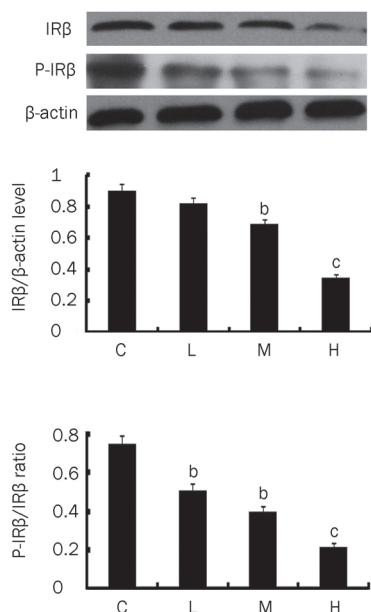 IRβ
P-IRβ
β-actin
IRβ/β-actin level
1
0.8
0.6
0.4
0.2
0
b
c
C L M H
P-IRβ/IRβ ratio
0.8
0.6
0.4
0.2
0
b
b
c
C L M H